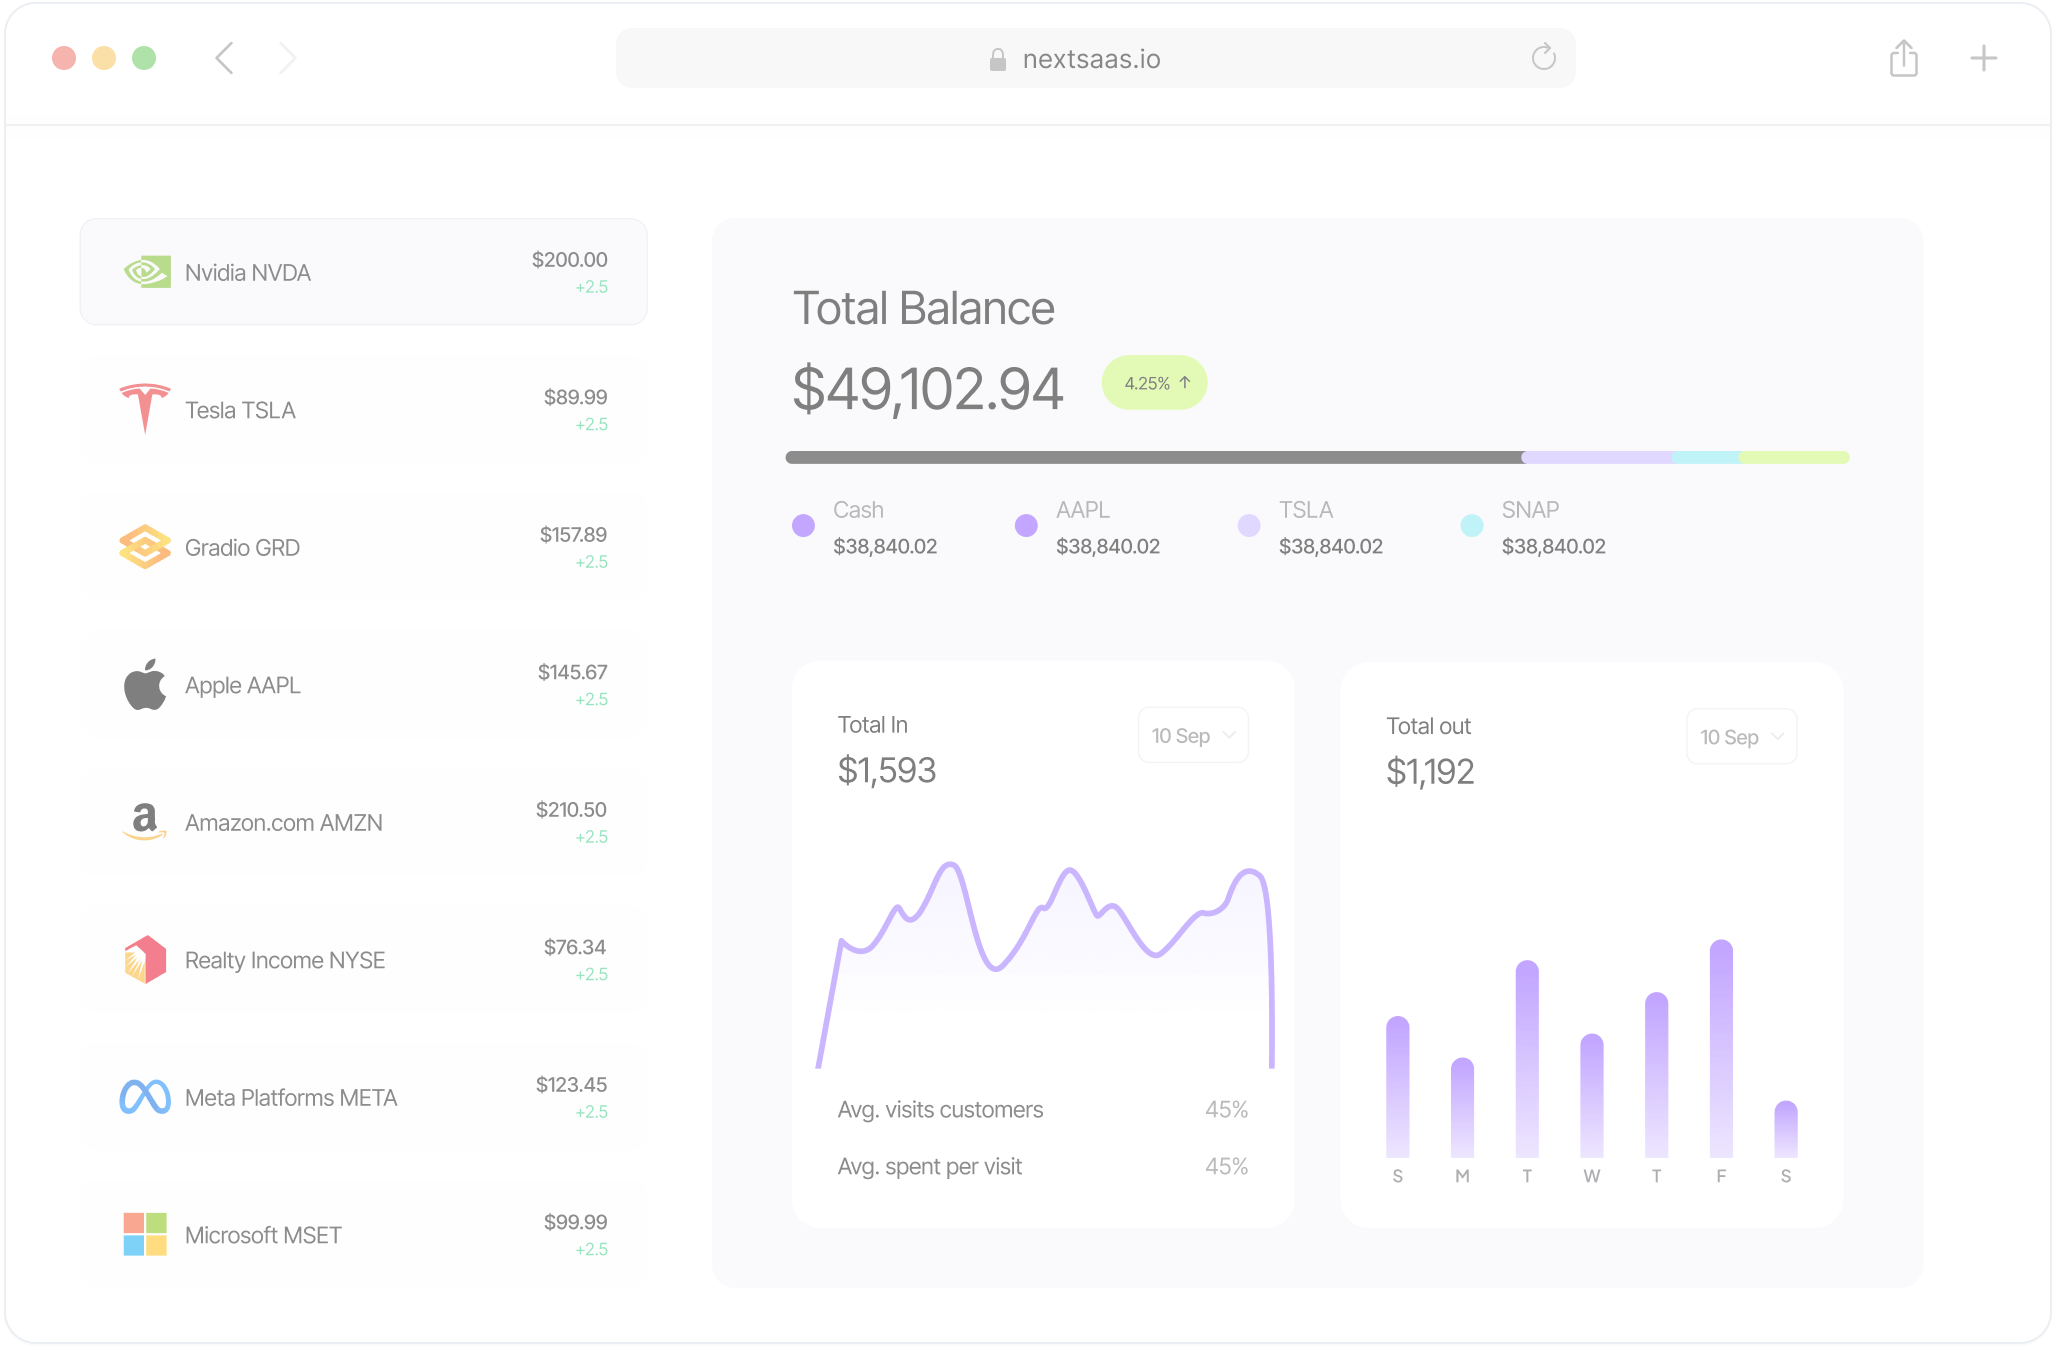 nextsaas.io
Nvidia NVDA
$200.00
+2.5
Tesla TSLA
$89.99
+2.5
Gradio GRD
$157.89
+2.5
Apple AAPL
$145.67
+2.5
a
Amazon.com AMZN
$210.50
+2.5
Realty Income NYSE
$76.34
+2.5
Meta Platforms META
$123.45
+2.5
Microsoft MSET
$99.99
+2.5
Total Balance
$49,102.94
4.25% ↑
Cash
AAPL
TSLA
SNAP
$38,840.02
$38,840.02
$38,840.02
$38,840.02
Total In
10 Sep
$1,593
Avg. visits customers
45%
Avg. spent per visit
45%
Total out
10 Sep
$1,192
S M T W T F S